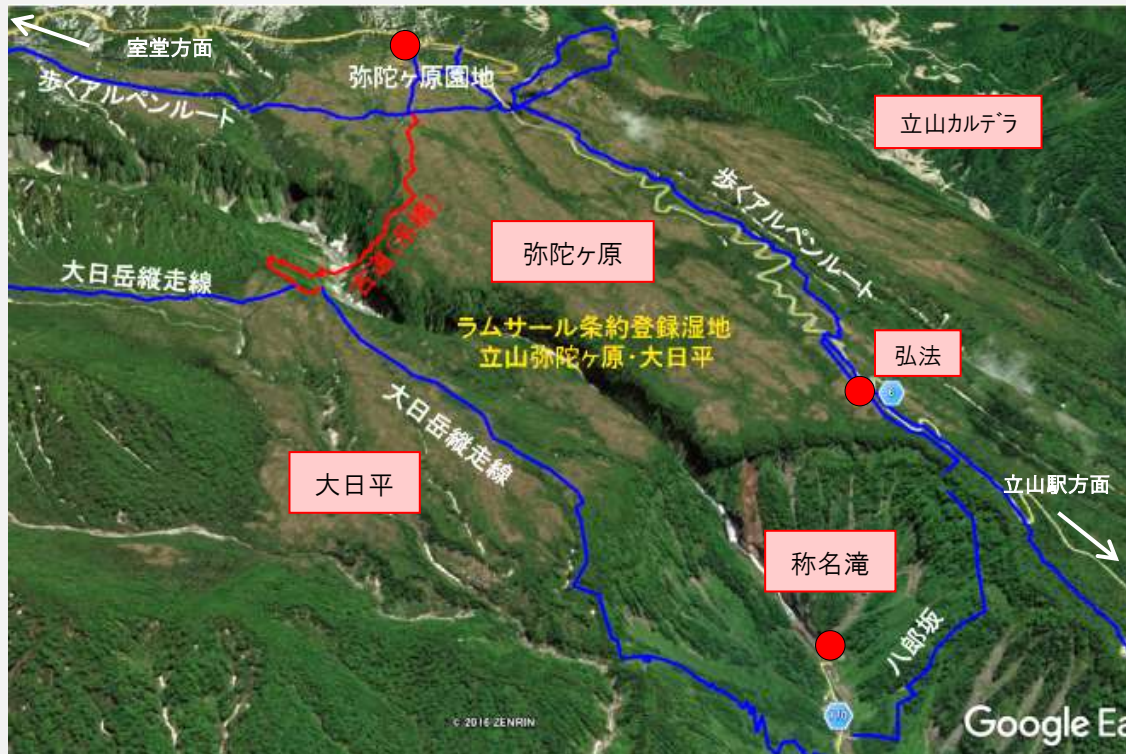 室堂方面
弥陀ヶ原園地
歩くアルペンルート
立山カルデラ
歩くアルペンルート
弥陀ヶ原
大日岳縦走線
ラムサール条約登録湿地
立山弥陀ヶ原・大日平
弘法
6
大日岳縦走線
大日平
立山駅方面
称名滝
八郎坂
170
© 2016 ZENRIN
Google Ea